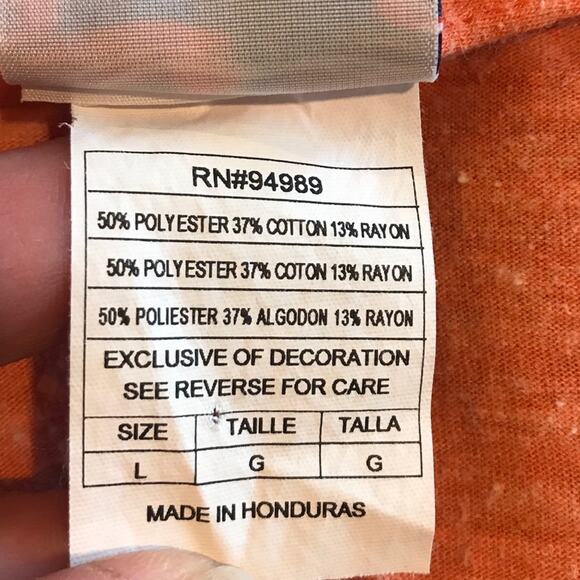 RN#94989
50% POLYESTER 37% COTTON 13% RAYON
50% POLYESTER 37% COTON 13% RAYON
50% POLIESTER 37% ALGODON 13% RAYON
EXCLUSIVE OF DECORATION
SEE REVERSE FOR CARE
SIZE TAILLE TALLA
L G G
MADE IN HONDURAS